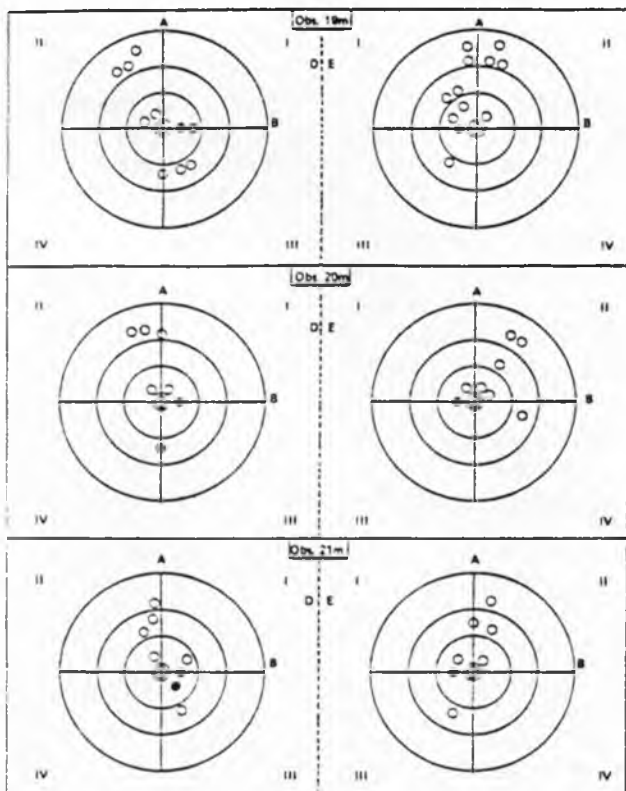 Obs. 19m
A A
II I I II
D E
B B
IV III III IV
Obs. 20m
A A
II I I II
D E
B B
IV III III IV
Obs. 21m
A A
II I I II
D E
B B
IV III III IV